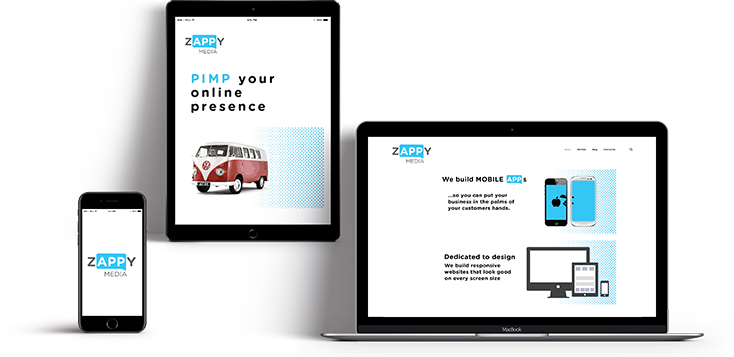 ZAPPY
MEDIA
PIMP your
online
presence
ZAPPY
MEDIA
ZAPPY
MEDIA
We build MOBILE APPs
...so you can put your
business in the palms of
your customers hands.
Dedicated to design
We build responsive
websites that look good
on every screen size
MacBook